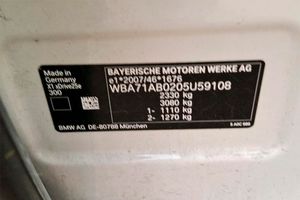 Made in
Germany
X1 xDrive25e
300
BAYERISCHE MOTOREN WERKE AG
e1*2007/46*1676
WBA71AB0205U59108
2330 kg
3080 kg
1- 1110 kg
2- 1270 kg
BMW AG, DE-80788 München